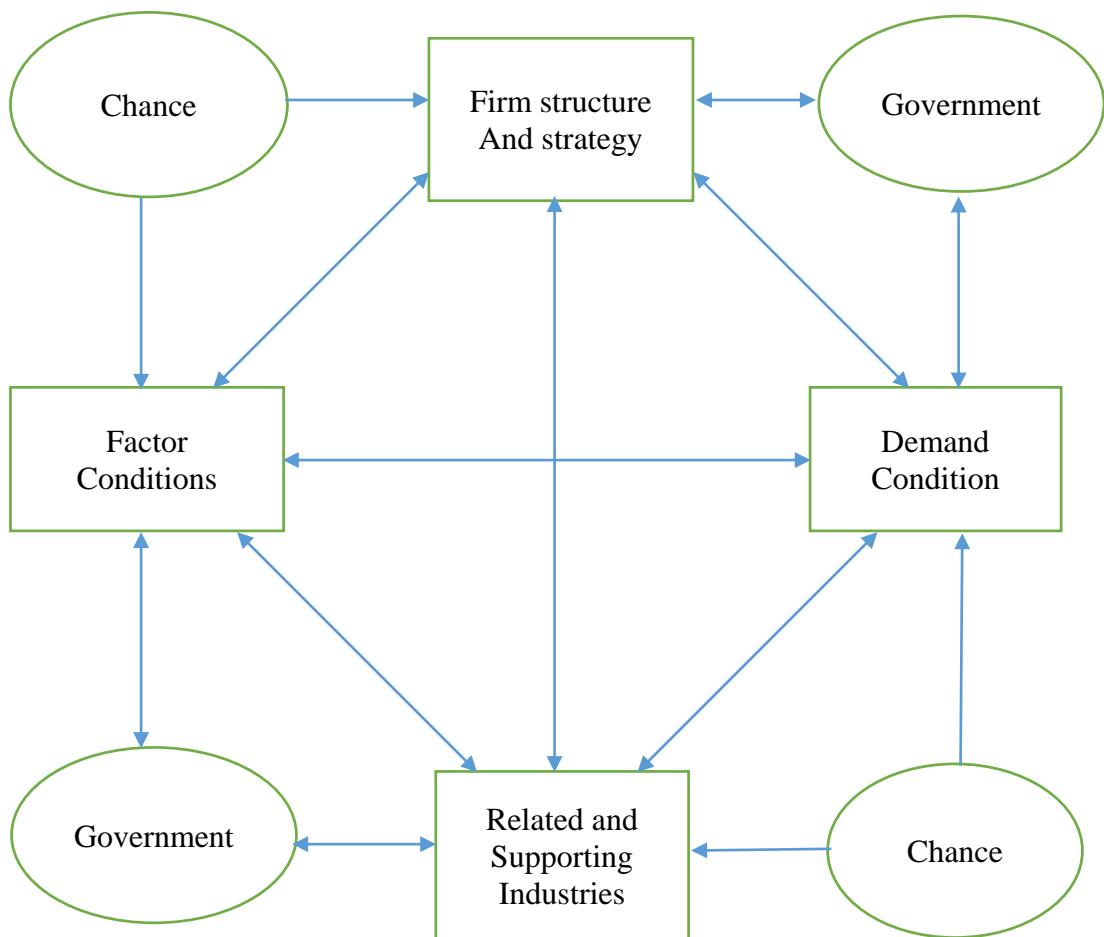 Chance
Firm structure
And strategy
Government
Factor
Conditions
Demand
Condition
Government
Related and
Supporting
Industries
Chance